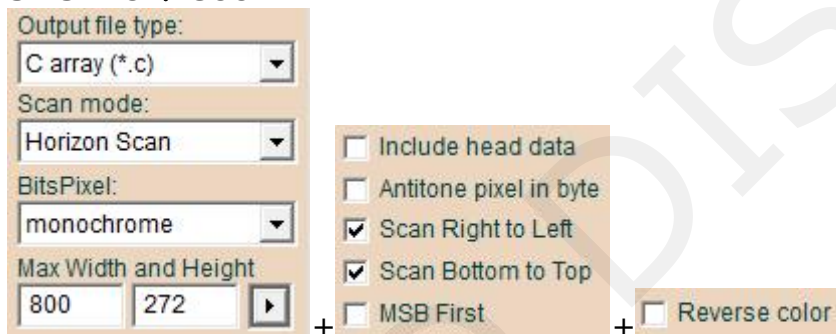 Output file type:
C array (*.c)
Scan mode:
Horizon Scan
BitsPixel:
monochrome
Max Width and Height
800 272
+
Include head data
Antitone pixel in byte
Scan Right to Left
Scan Bottom to Top
MSB First
+
Reverse color